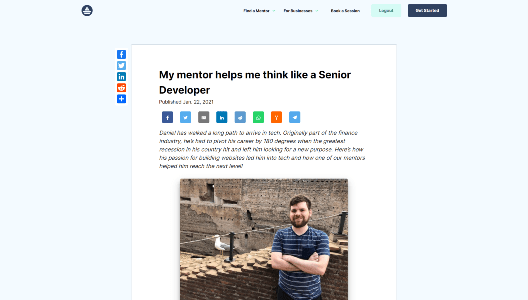 Find a Mentor
For Businesses
Book a Session
Logout
Get Started
My mentor helps me think like a Senior
Developer
Published Jan. 22, 2021
Daniel has walked a long path to arrive in tech. Originally part of the finance
industry, he's had to pivot his career by 180 degrees when the greatest
recession in his country hit and left him looking for a new purpose. Here's how
his passion for building websites led him into tech and how one of our mentors
helped him reach the next level!